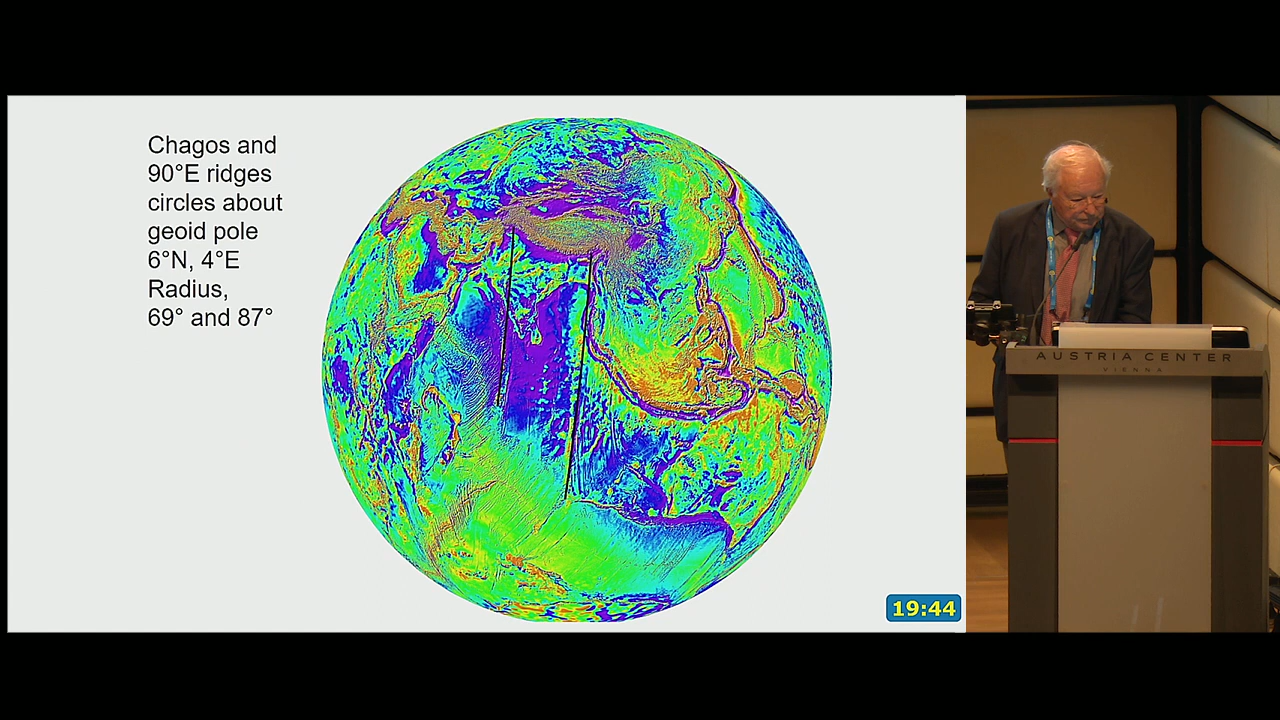 Chagos and
90°E ridges
circles about
geoid pole
6°N, 4°E
Radius,
69° and 87°
19:44
AUSTRIA CENTER
VIENNA